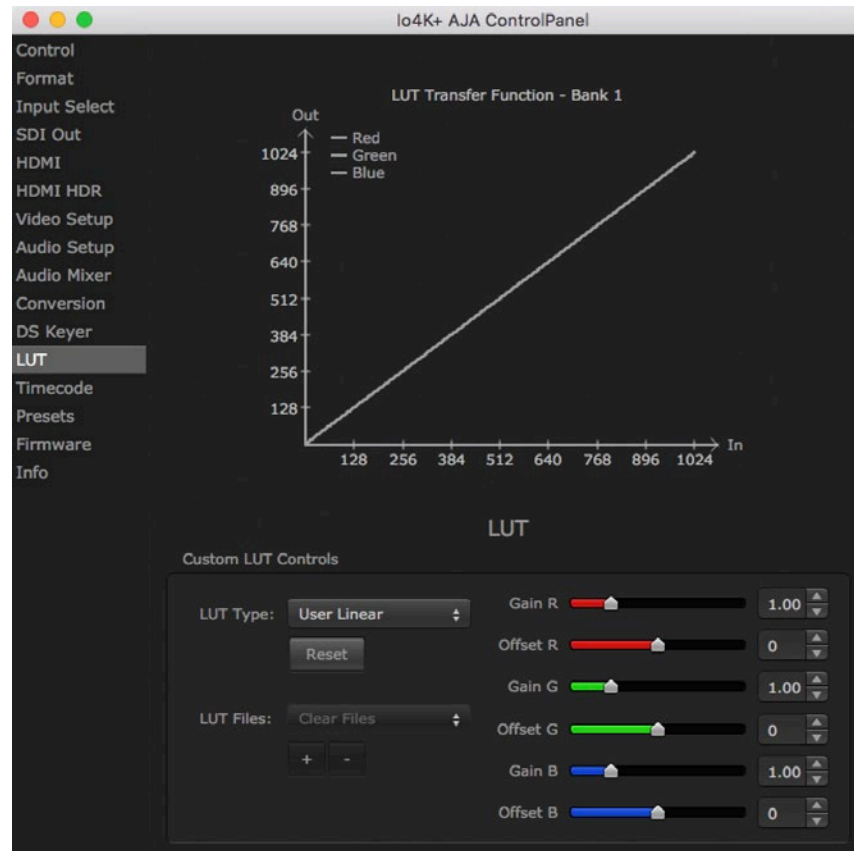 Io4K+ AJA ControlPanel
Control
Format
Input Select
SDI Out
HDMI
HDMI HDR
Video Setup
Audio Setup
Audio Mixer
Conversion
DS Keyer
LUT
Timecode
Presets
Firmware
Info
LUT Transfer Function - Bank 1
Out
Red
Green
Blue
1024
896
768
640
512
384
256
128
128 256 384 512 640 768 896 1024
In
LUT
Custom LUT Controls
LUT Type: User Linear
Reset
LUT Files: Clear Files
+ -
Gain R 1.00
Offset R 0
Gain G 1.00
Offset G 0
Gain B 1.00
Offset B 0